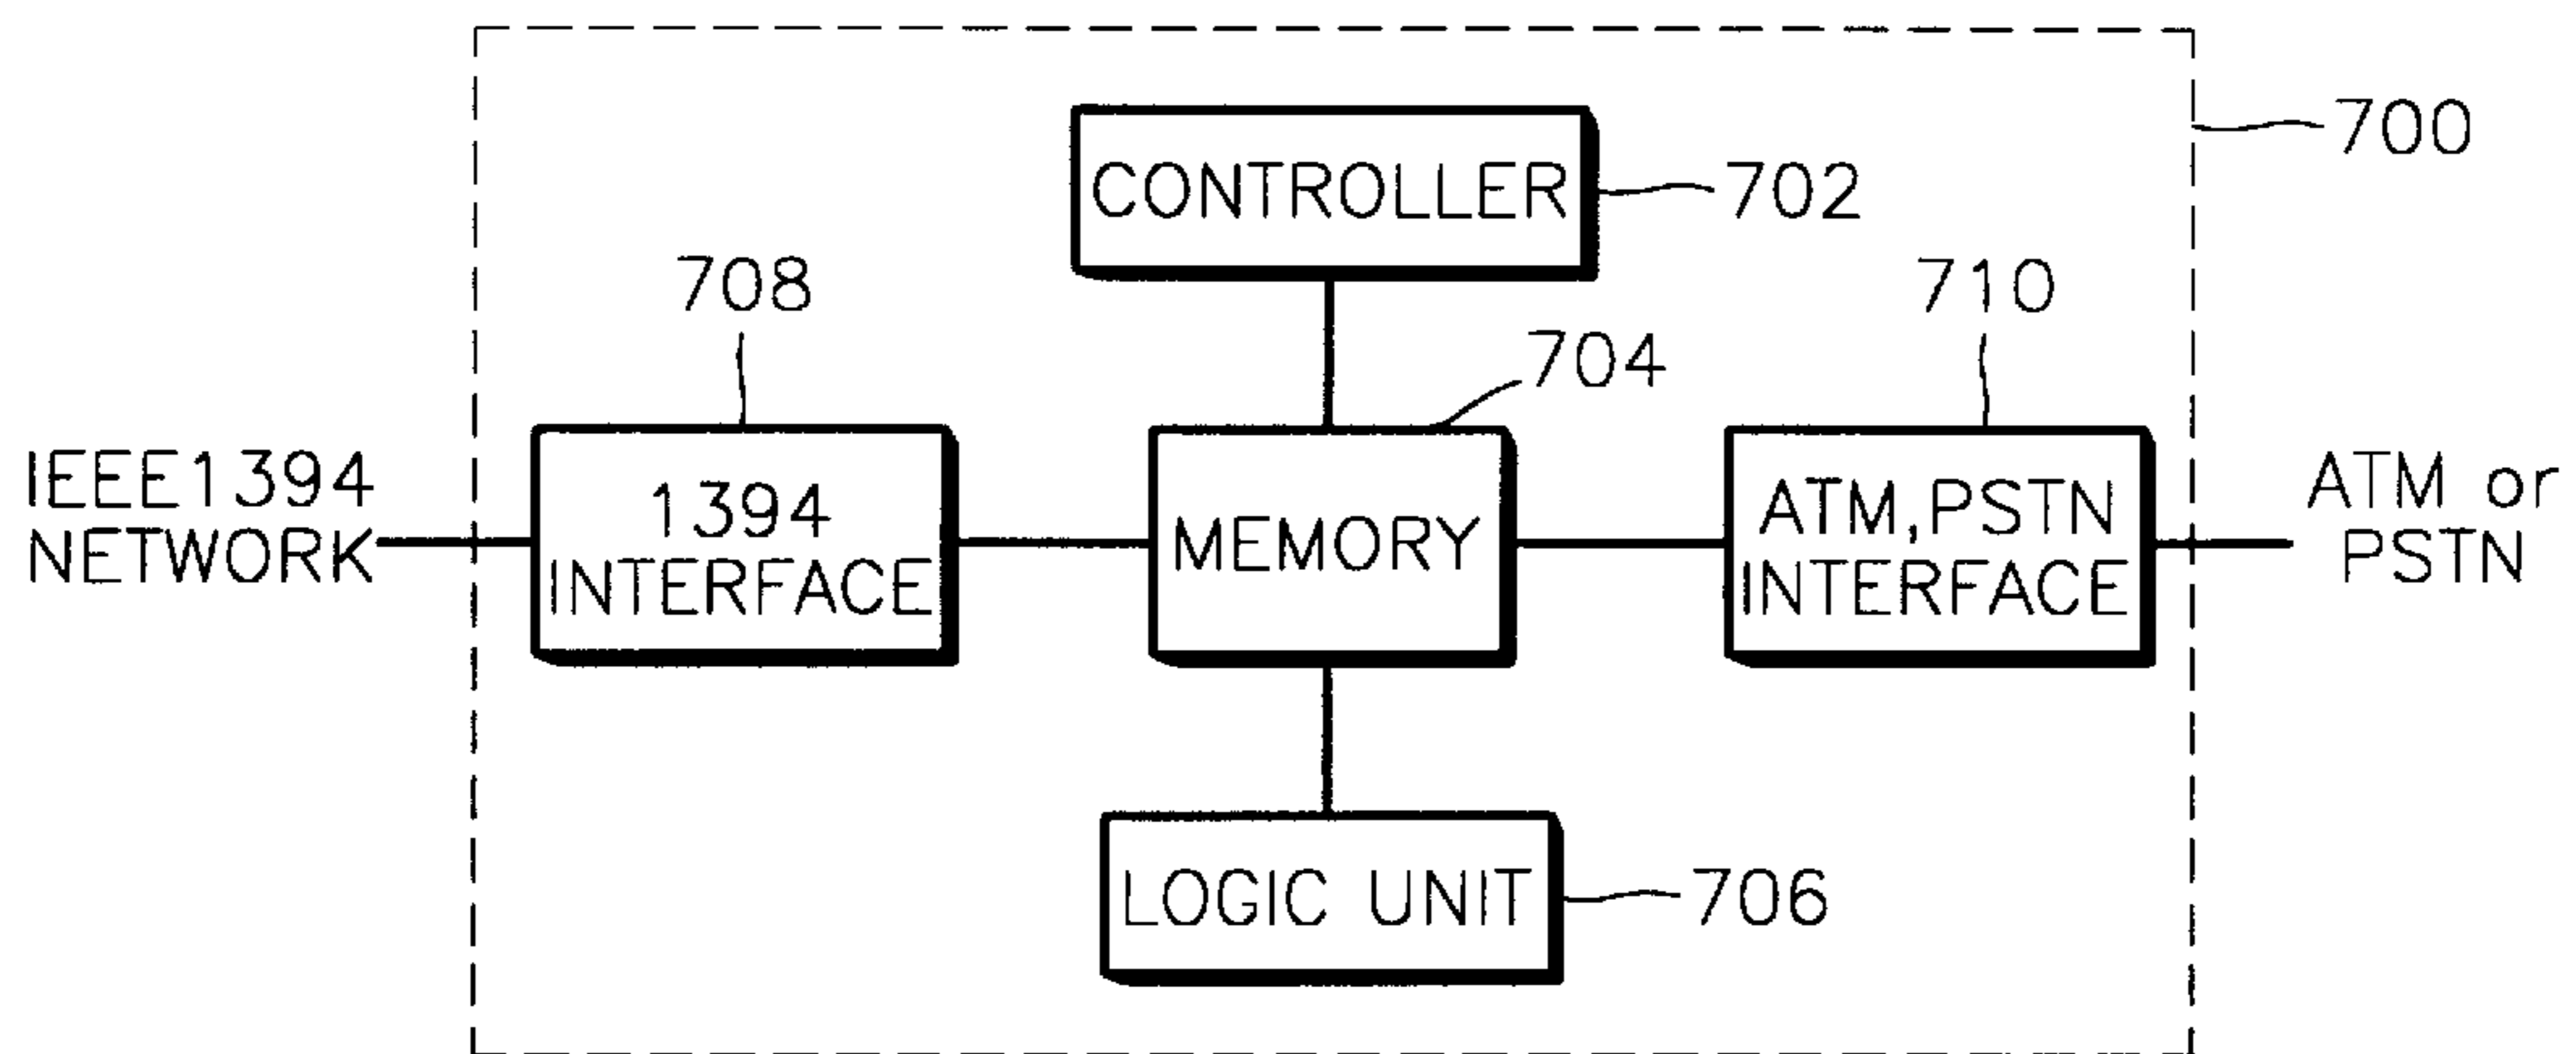 700
CONTROLLER
702
708
710
704
IEEE1394
NETWORK
1394
INTERFACE
MEMORY
ATM,PSTN
INTERFACE
ATM or
PSTN
LOGIC UNIT
706